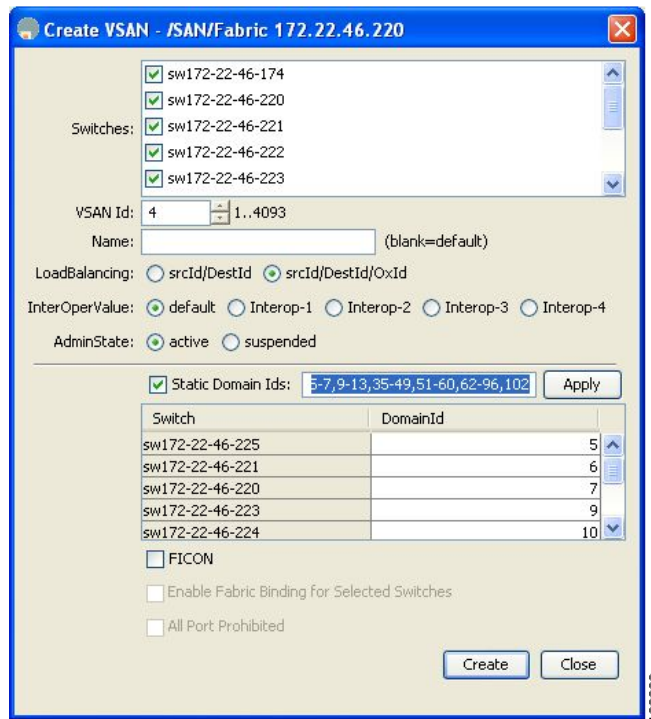 Create VSAN - /SAN/Fabric 172.22.46.220
Switches:
sw172-22-46-174
sw172-22-46-220
sw172-22-46-221
sw172-22-46-222
sw172-22-46-223
VSAN Id: 4 1..4093
Name: (blank=default)
LoadBalancing: srcId/DestId srcId/DestId/OxId
InterOperValue: default Interop-1 Interop-2 Interop-3 Interop-4
AdminState: active suspended
Static Domain Ids: 5-7,9-13,35-49,51-60,62-96,102 Apply
Switch DomainId
sw172-22-46-225 5
sw172-22-46-221 6
sw172-22-46-220 7
sw172-22-46-223 9
sw172-22-46-224 10
FICON
Enable Fabric Binding for Selected Switches
All Port Prohibited
Create Close